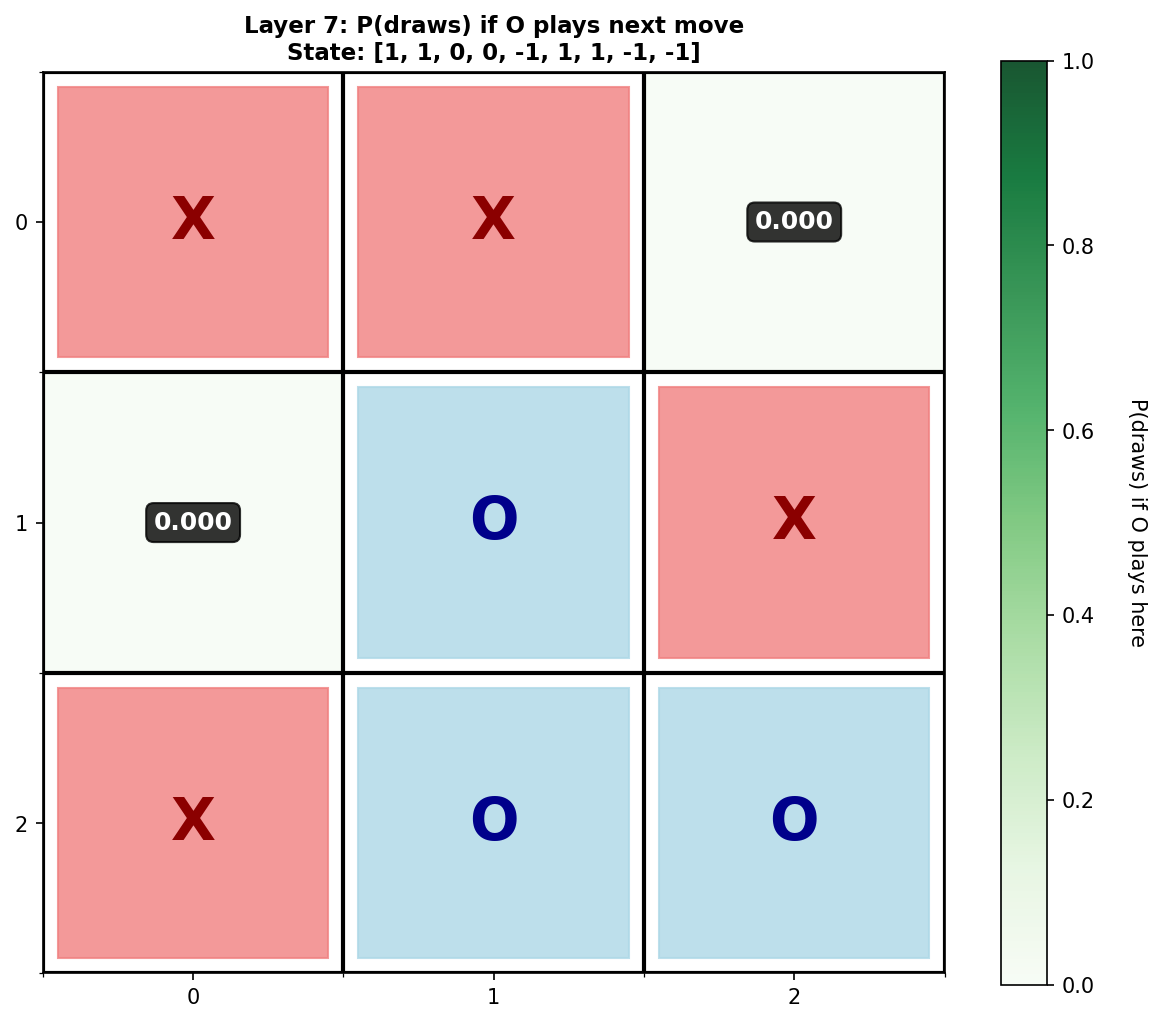 Layer 7: P(draws) if O plays next move
State: [1, 1, 0, 0, -1, 1, 1, -1, -1]
X X 0.000
0.000 O X
X O O
0
1
2
0 1 2
1.0
0.8
0.6
0.4
0.2
0.0
P(draws) if O plays here